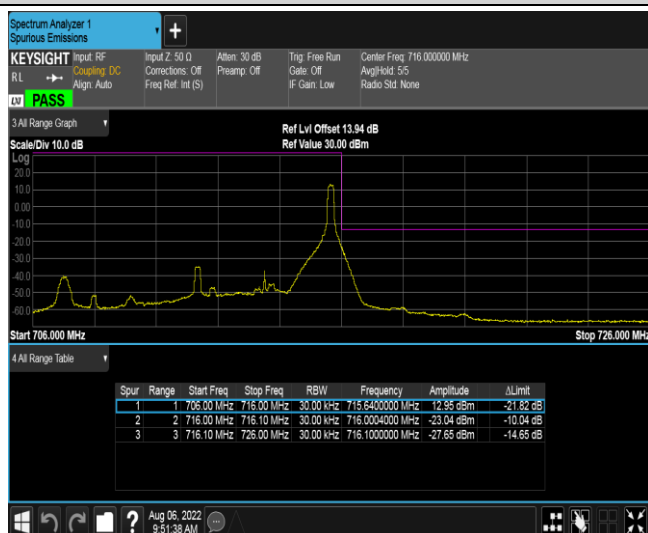 Spectrum Analyzer 1
Spurious Emissions
+
KEYSIGHT Input: RF Input Z: 50 Ω Atten: 30 dB Trig: Free Run Center Freq: 716.000000 MHz
RL Coupling: DC Corrections: Off Preamp: Off Gate: Off Avg|Hold: 5/5
Align: Auto Freq Ref: Int (S) IF Gain: Low Radio Std: None
LXI PASS
3 All Range Graph
Ref Lvl Offset 13.94 dB
Scale/Div 10.0 dB Ref Value 30.00 dBm
Log
20.0
10.0
0.00
-10.0
-20.0
-30.0
-40.0
-50.0
-60.0
Start 706.000 MHz Stop 726.000 MHz
4 All Range Table
Spur Range Start Freq Stop Freq RBW Frequency Amplitude ΔLimit
1 1 706.00 MHz 716.00 MHz 30.00 kHz 715.6400000 MHz 12.95 dBm -21.82 dB
2 2 716.00 MHz 716.10 MHz 30.00 kHz 716.0004000 MHz -23.04 dBm -10.04 dB
3 3 716.10 MHz 726.00 MHz 30.00 kHz 716.1000000 MHz -27.65 dBm -14.65 dB
? Aug 06, 2022
9:51:38 AM